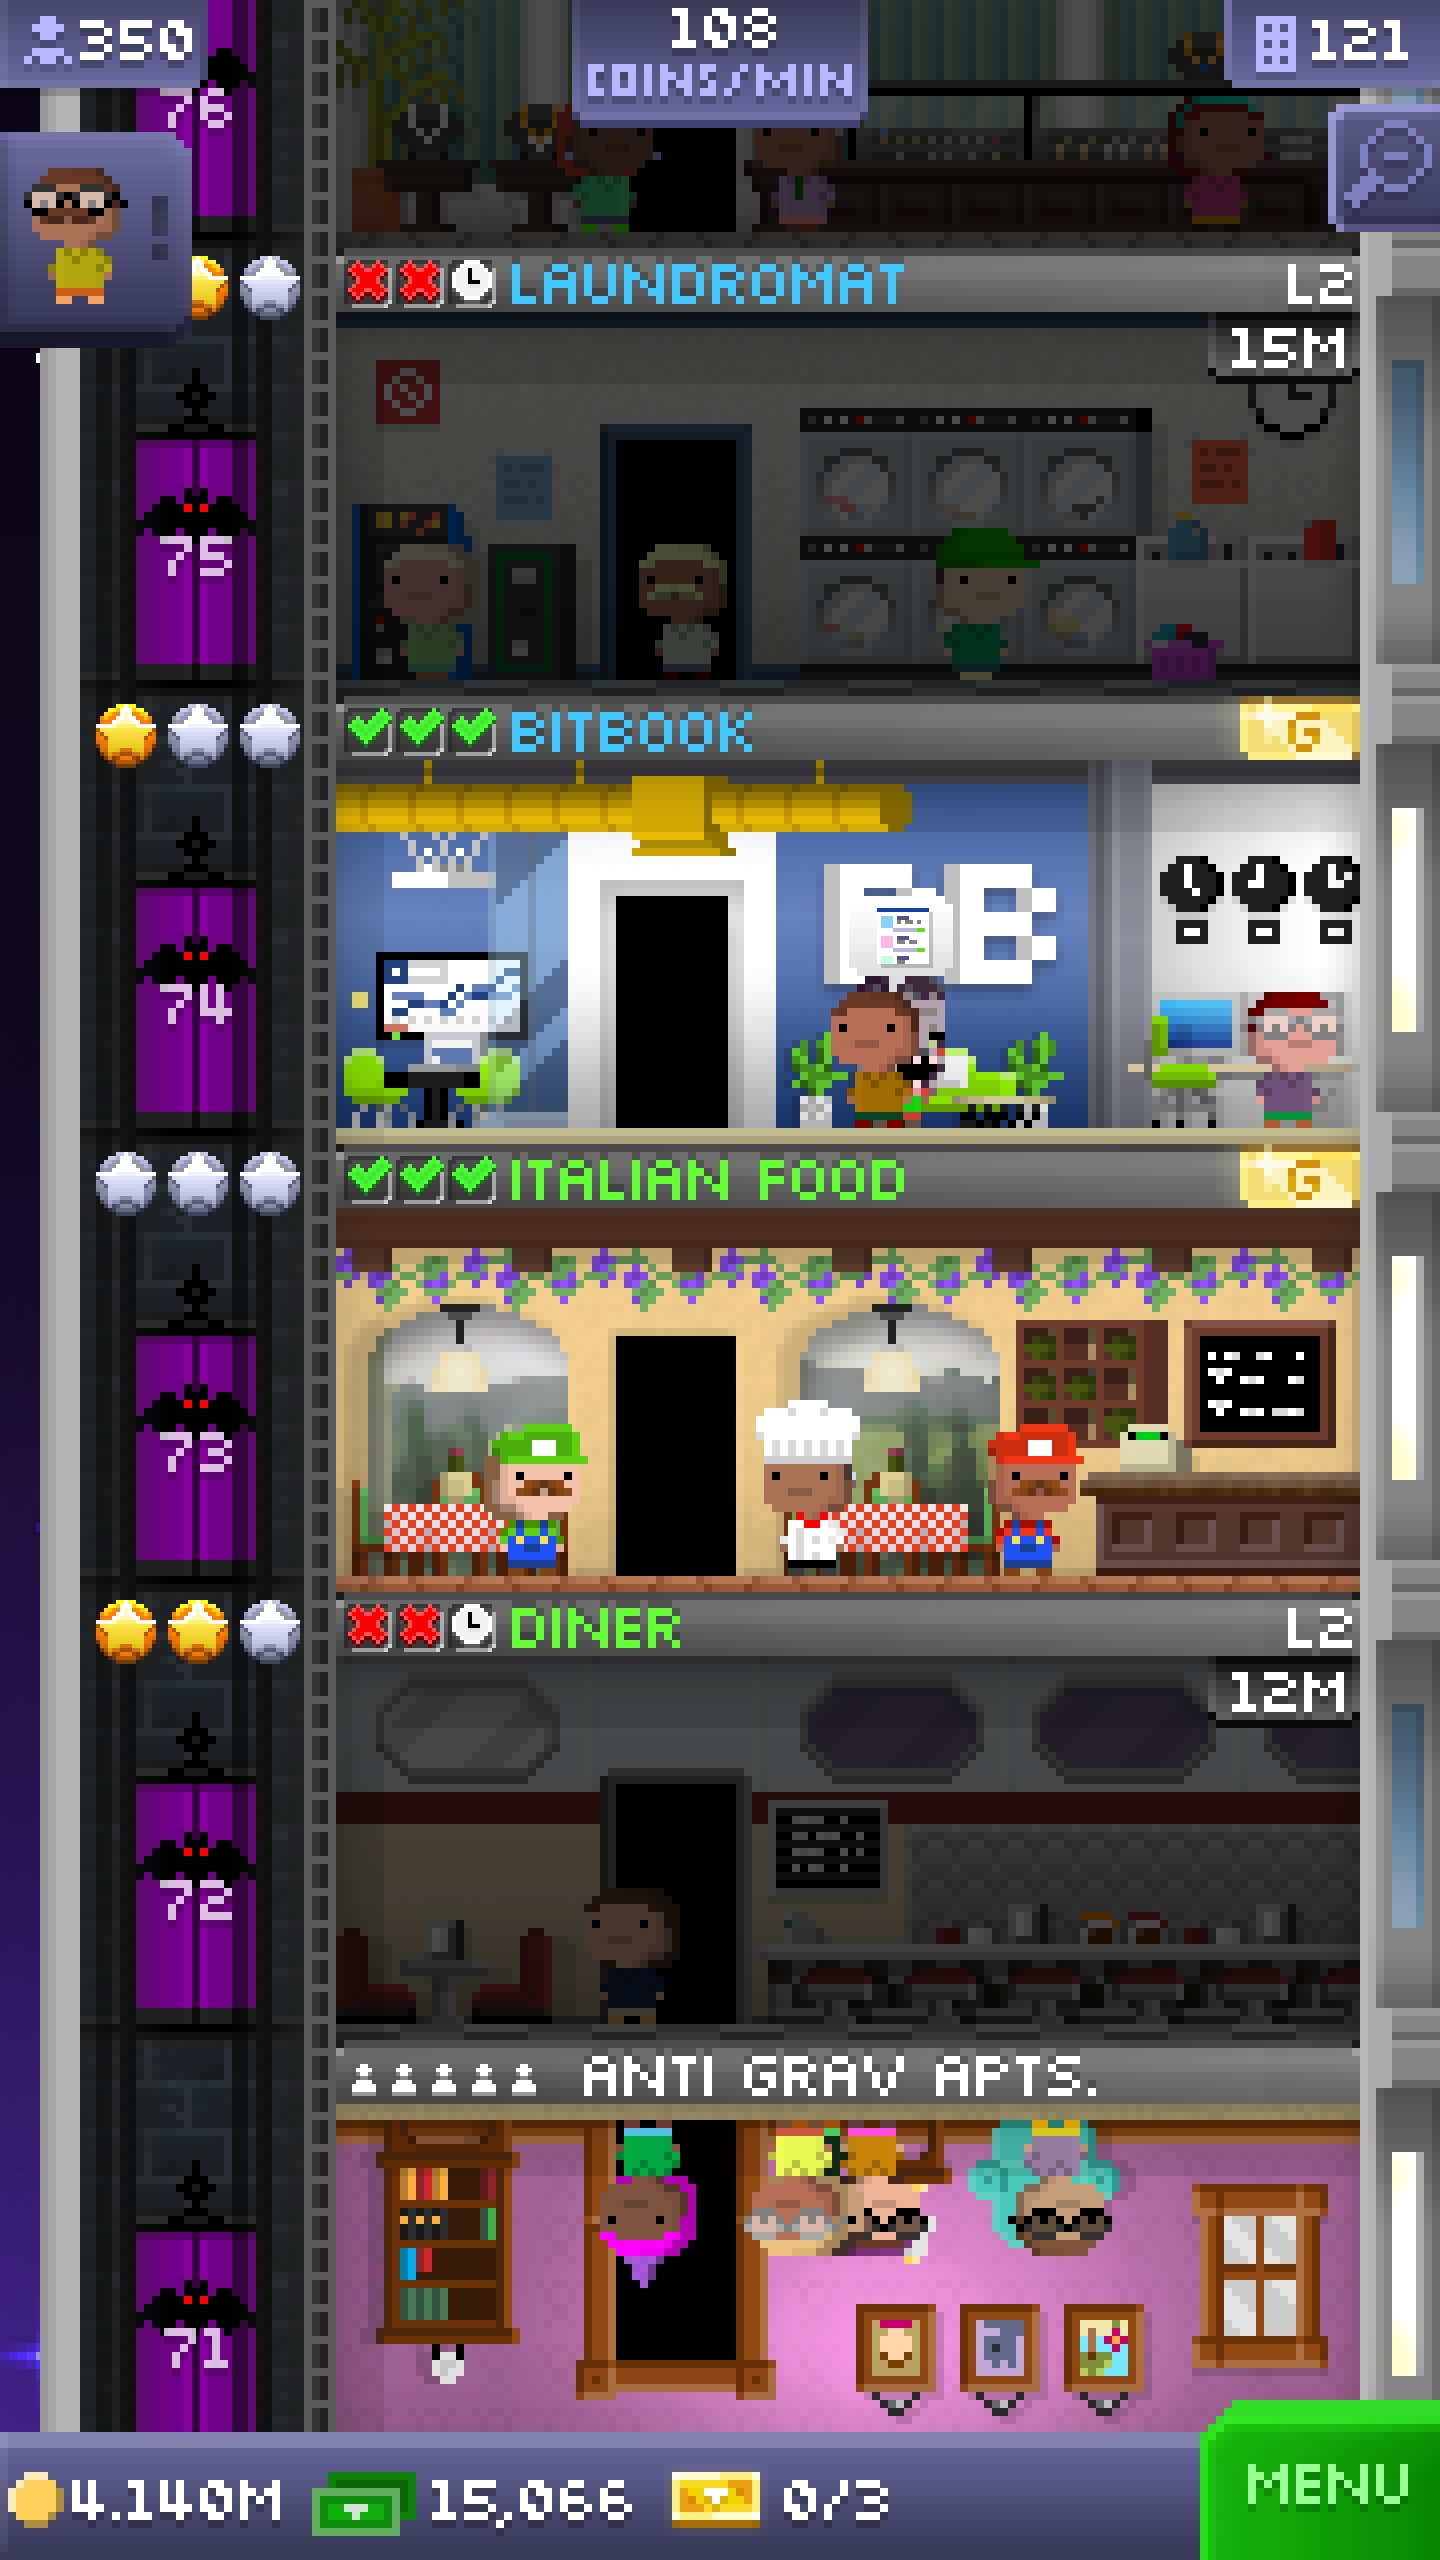 350
108
COINS/MIN
121
76
LAUNDROMAT L2
15M
75
BITBOOK G
B
74
ITALIAN FOOD G
73
DINER L2
12M
72
ANTI GRAV APTS.
71
4.140M 15,066 0/3
MENU